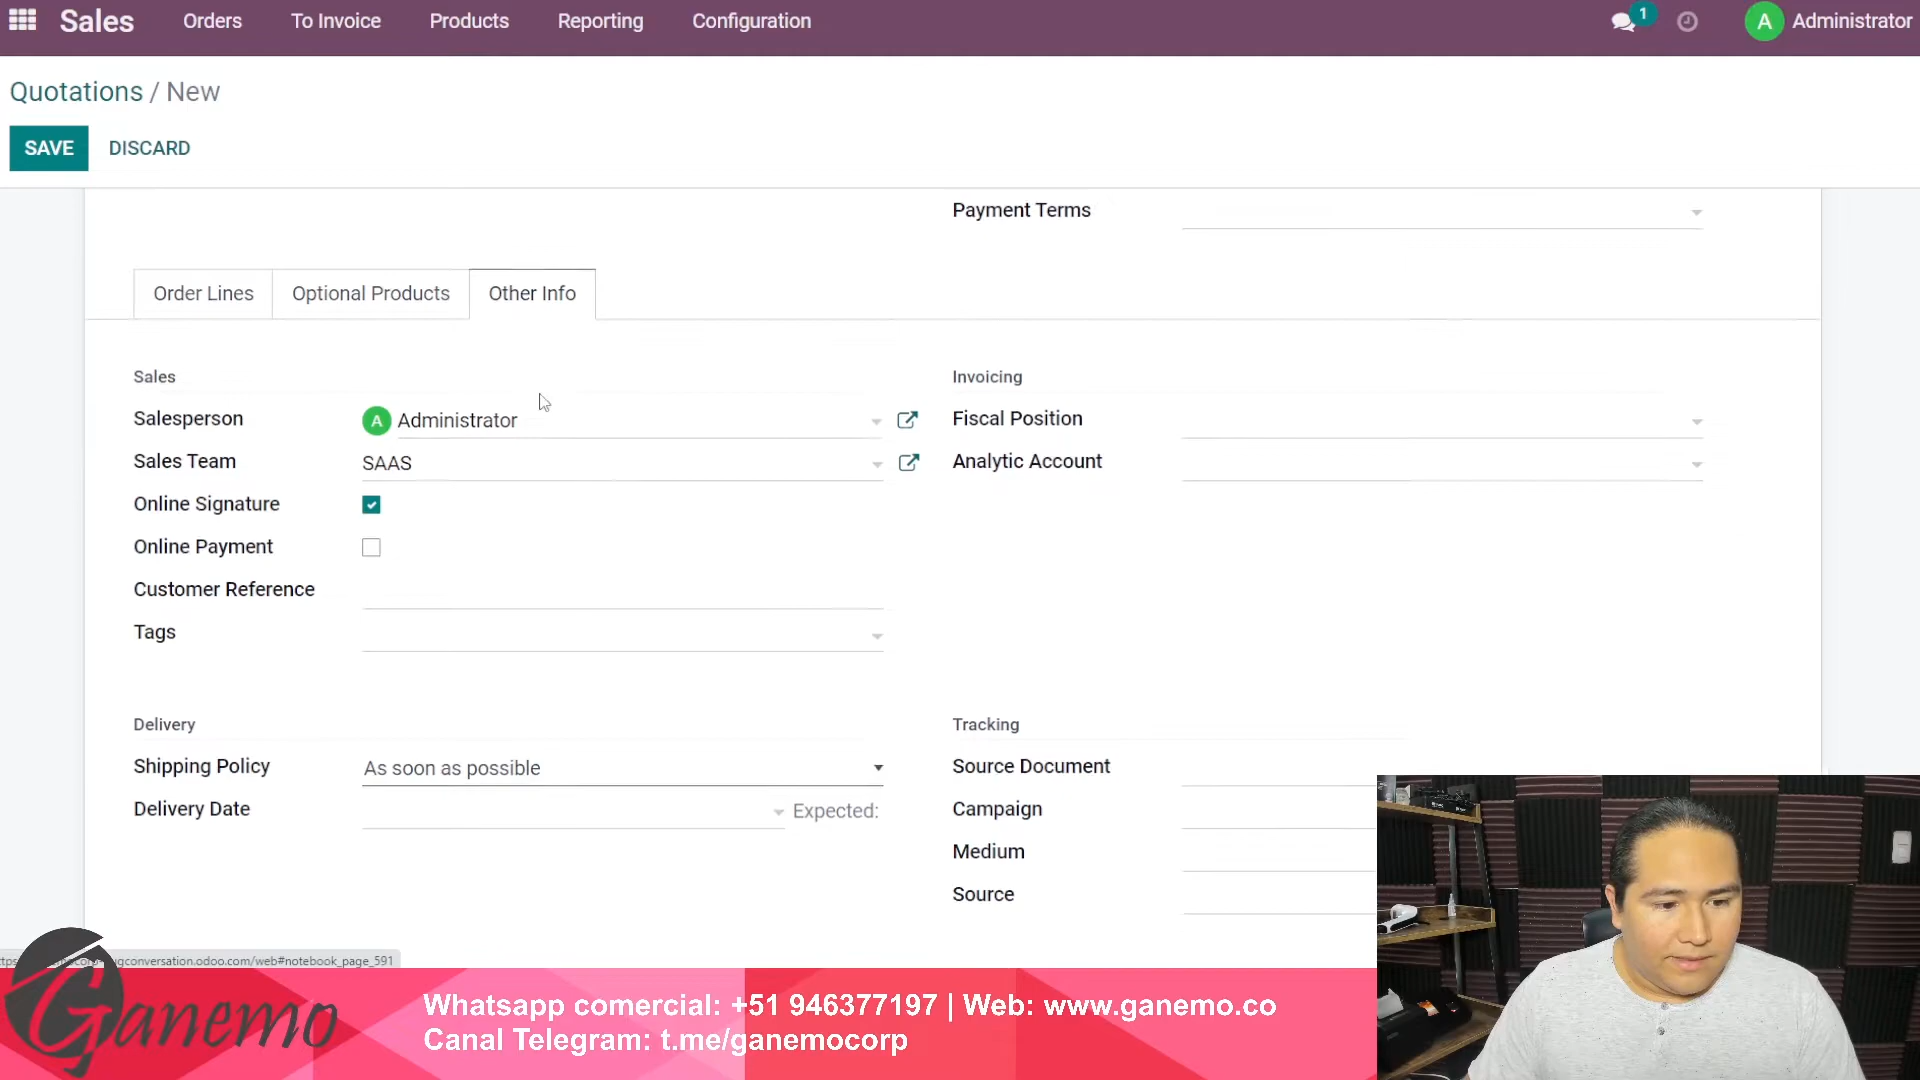 Sales Orders To Invoice Products Reporting Configuration 1 A Administrator
Quotations / New
SAVE DISCARD
Payment Terms
Order Lines Optional Products Other Info
Sales
Invoicing
Salesperson A Administrator
Fiscal Position
Sales Team SAAS
Analytic Account
Online Signature
Online Payment
Customer Reference
Tags
Delivery
Tracking
Shipping Policy As soon as possible
Source Document
Delivery Date Expected:
Campaign
Medium
Source
gconversation.odoo.com/web#notebook_page_591
Ganemo
Whatsapp comercial: +51 946377197 | Web: www.ganemo.co
Canal Telegram: t.me/ganemocorp